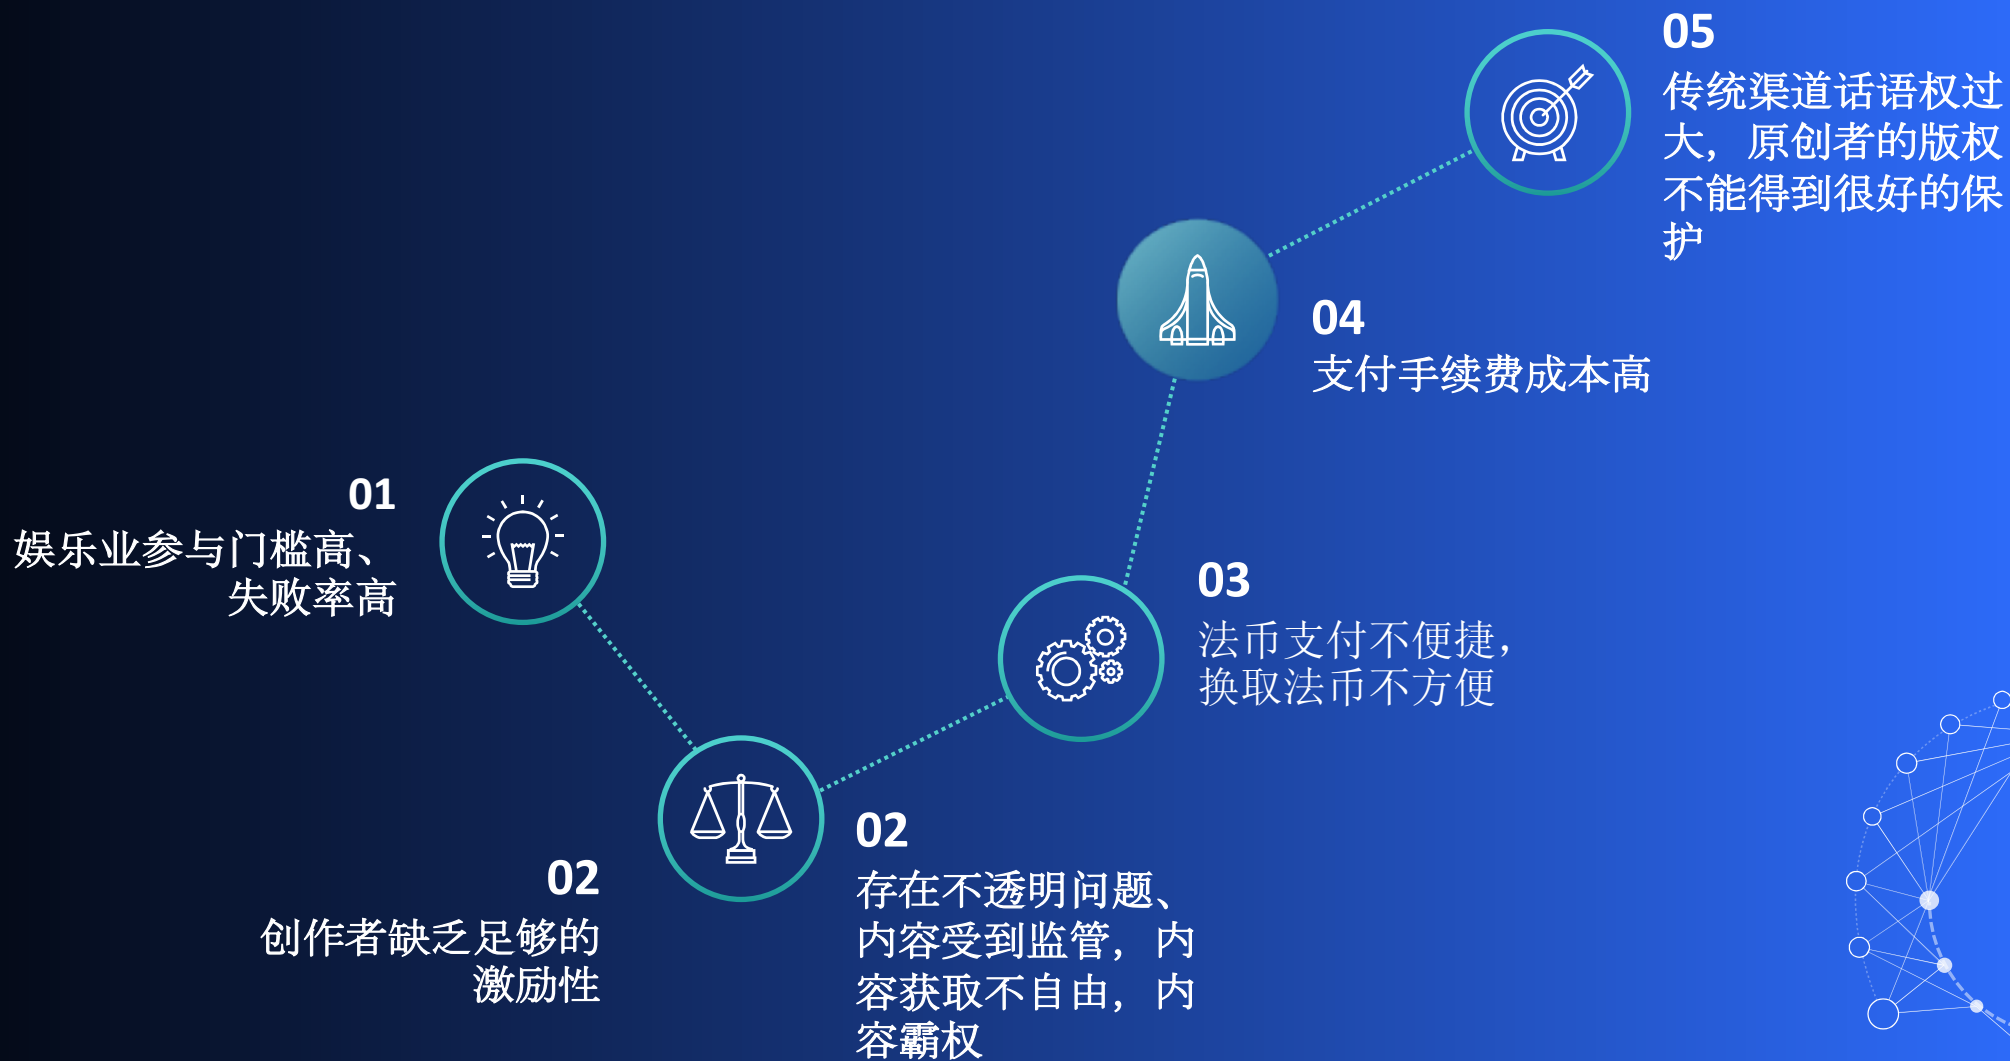 01
娱乐业参与门槛高、
失败率高
02
创作者缺乏足够的
激励性
02
存在不透明问题、
内容受到监管，内
容获取不自由，内
容霸权
03
法币支付不便捷，
换取法币不方便
04
支付手续费成本高
05
传统渠道话语权过
大，原创者的版权
不能得到很好的保
护